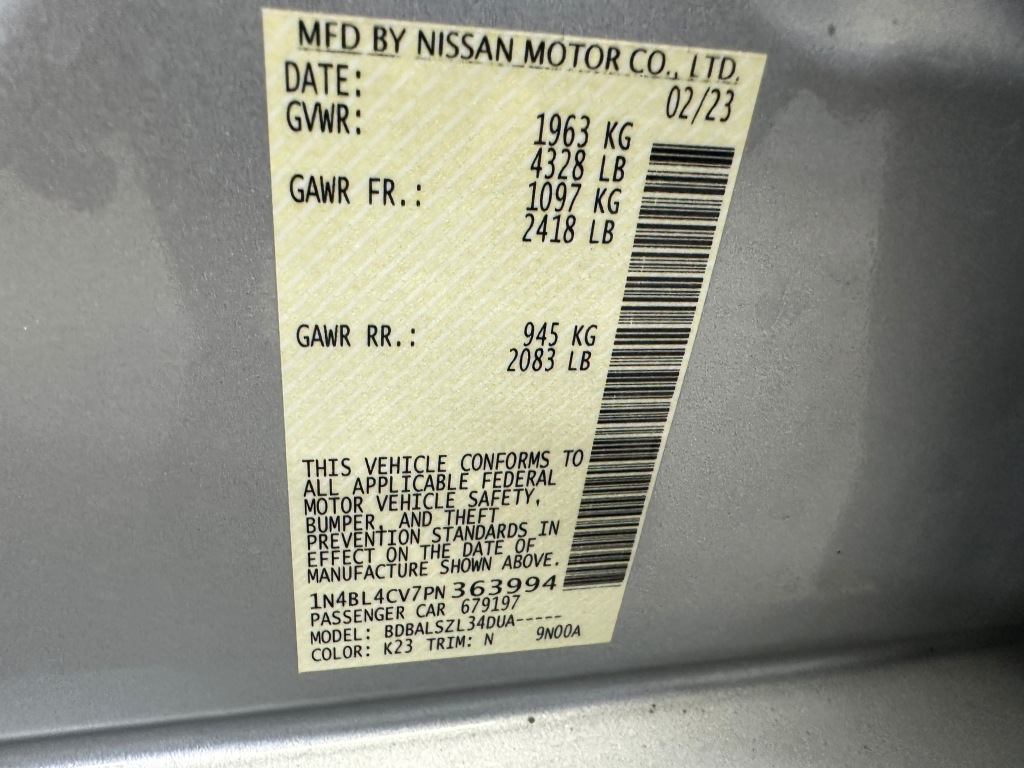 MFD BY NISSAN MOTOR CO., LTD.
DATE: 02/23
GVWR: 1963 KG
4328 LB
GAWR FR.: 1097 KG
2418 LB
GAWR RR.: 945 KG
2083 LB
THIS VEHICLE CONFORMS TO
ALL APPLICABLE FEDERAL
MOTOR VEHICLE SAFETY,
BUMPER, AND THEFT
PREVENTION STANDARDS IN
EFFECT ON THE DATE OF
MANUFACTURE SHOWN ABOVE.
1N4BL4CV7PN 363994
PASSENGER CAR 679197
MODEL: BDBALSZL34DUA-----
COLOR: K23 TRIM: N 9N00A